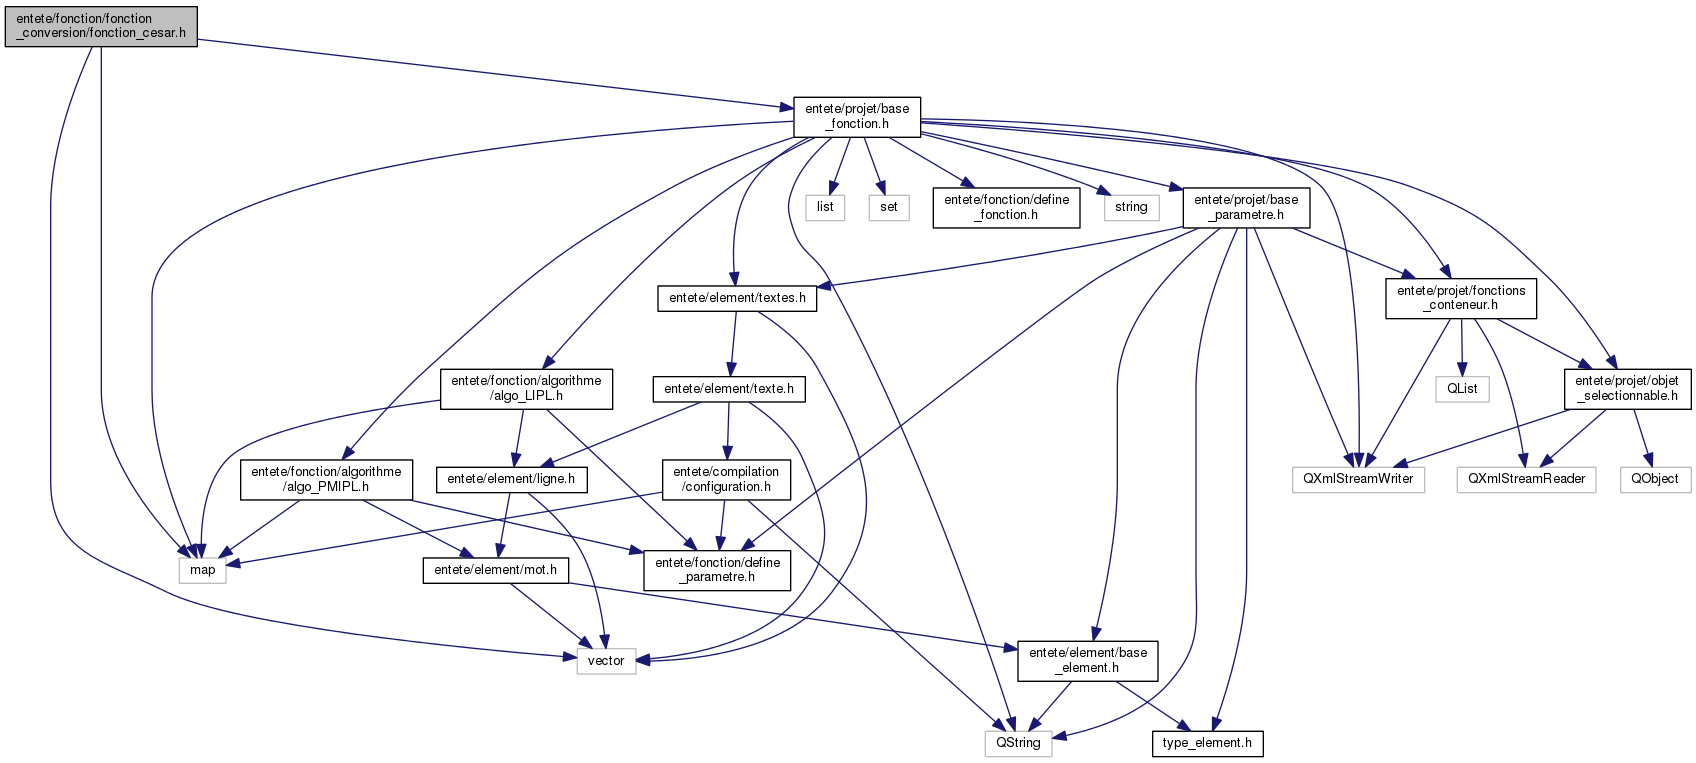 entete/fonction/fonction
_conversion/fonction_cesar.h
entete/projet/base
_fonction.h
list
set
entete/fonction/define
_fonction.h
string
entete/projet/base
_parametre.h
entete/element/textes.h
entete/projet/fonctions
_conteneur.h
entete/fonction/algorithme
/algo_LIPL.h
entete/element/texte.h
QList
entete/projet/objet
_selectionnable.h
entete/fonction/algorithme
/algo_PMIPL.h
entete/element/ligne.h
entete/compilation
/configuration.h
QXmlStreamWriter
QXmlStreamReader
QObject
map
entete/element/mot.h
entete/fonction/define
_parametre.h
vector
entete/element/base
_element.h
QString
type_element.h